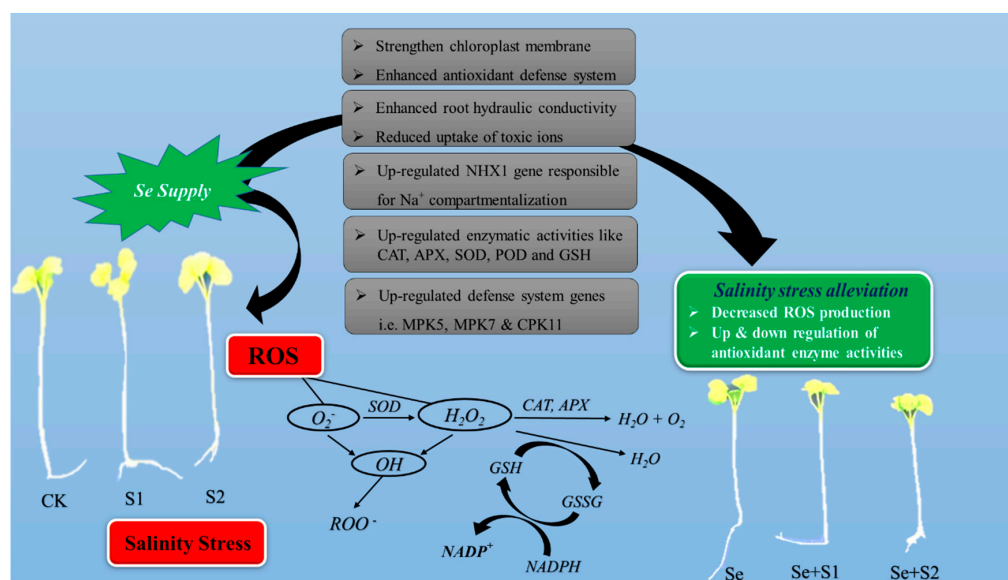 ➢ Strengthen chloroplast membrane
➢ Enhanced antioxidant defense system
➢ Enhanced root hydraulic conductivity
➢ Reduced uptake of toxic ions
➢ Up-regulated NHX1 gene responsible
for Na⁺ compartmentalization
➢ Up-regulated enzymatic activities like
CAT, APX, SOD, POD and GSH
➢ Up-regulated defense system genes
i.e. MPK5, MPK7 & CPK11
Se Supply
CK
S1
S2
Salinity Stress
ROS
O₂⁻
SOD
H₂O₂
CAT, APX
H₂O + O₂
H₂O
OH
ROO⁻
GSH
GSSG
NADP⁺
NADPH
Salinity stress alleviation
➢ Decreased ROS production
➢ Up & down regulation of
antioxidant enzyme activities
Se
Se+S1
Se+S2